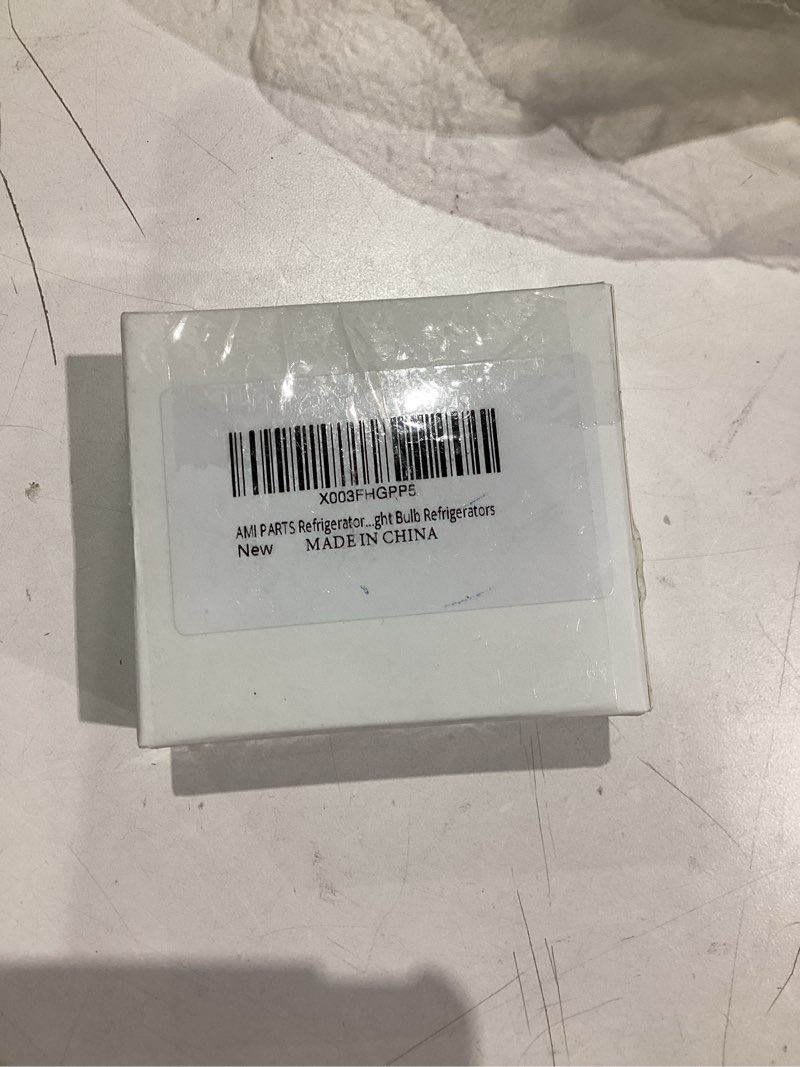 X003FHGPP5
AMI PARTS Refrigerator...ght Bulb Refrigerators
New MADE IN CHINA